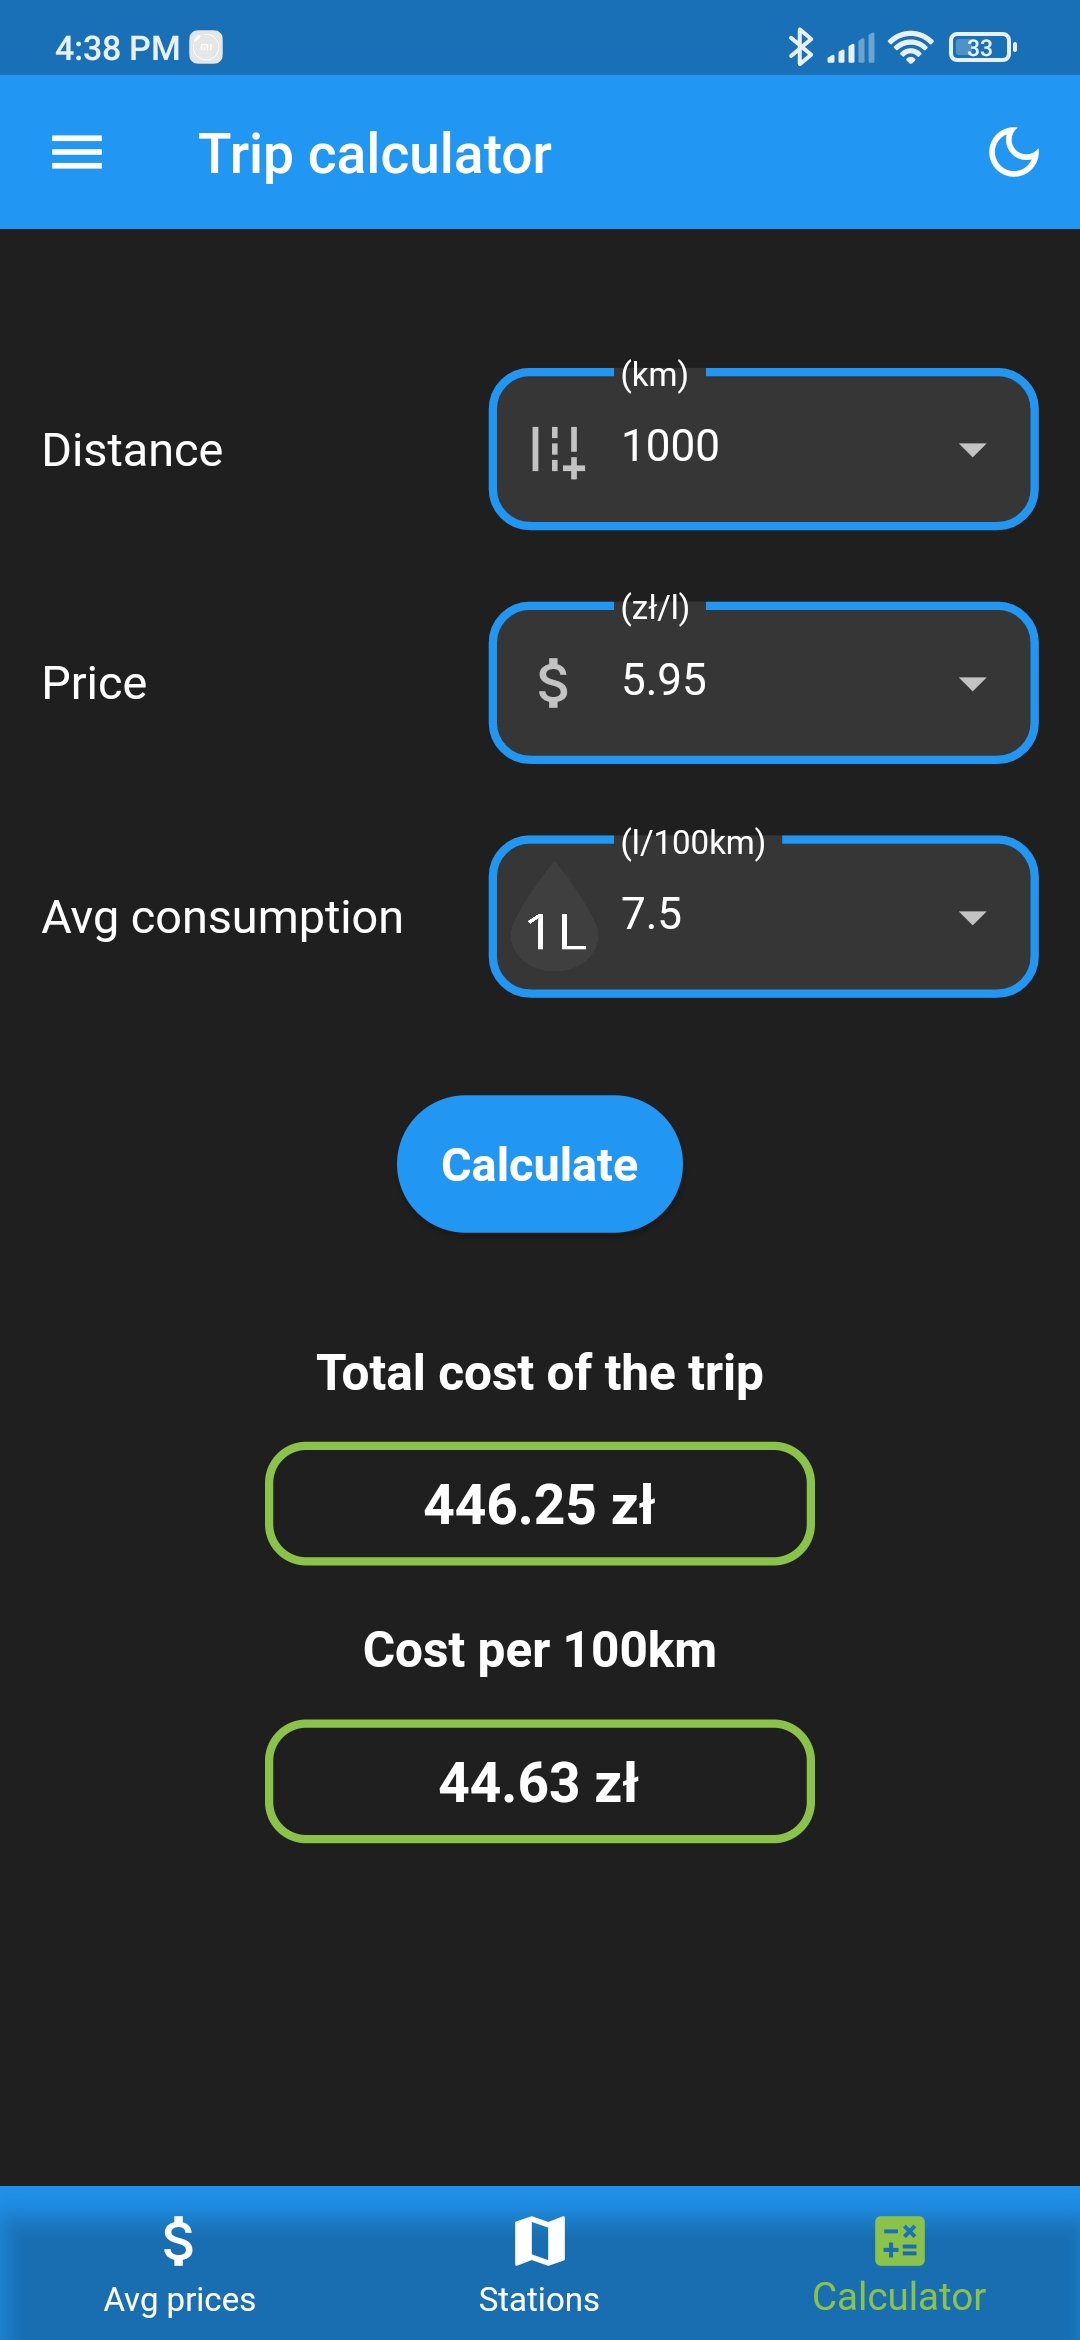 4:38 PM
33
Trip calculator
(km)
Distance
1000
(zł/l)
Price
$ 5.95
(l/100km)
Avg consumption
1L 7.5
Calculate
Total cost of the trip
446.25 zł
Cost per 100km
44.63 zł
$
Avg prices
Stations
Calculator